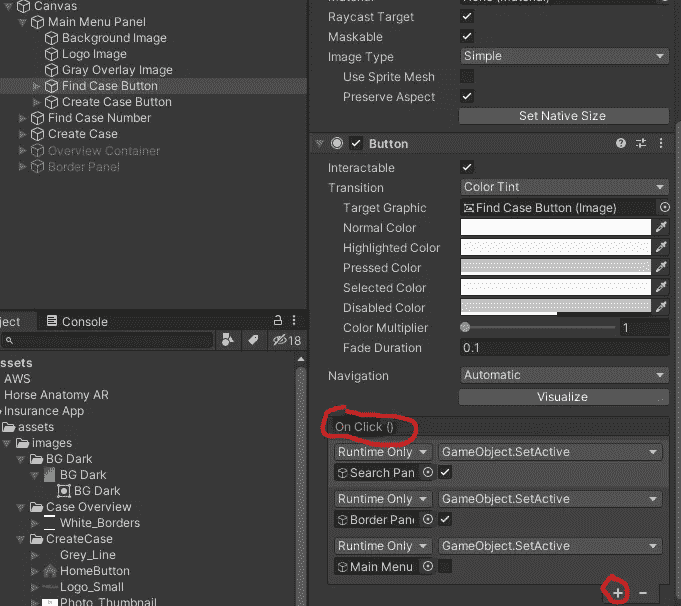 Canvas
Main Menu Panel
Background Image
Logo Image
Gray Overlay Image
Find Case Button
Create Case Button
Find Case Number
Create Case
Overview Container
Border Panel
ject
Console
18
ssets
AWS
Horse Anatomy AR
Insurance App
assets
images
BG Dark
BG Dark
BG Dark
Case Overview
White_Borders
CreateCase
Grey_Line
HomeButton
Logo_Small
Photo_Thumbnail
Raycast Target
Maskable
Image Type Simple
Use Sprite Mesh
Preserve Aspect
Set Native Size
Button
Interactable
Transition Color Tint
Target Graphic Find Case Button (Image)
Normal Color
Highlighted Color
Pressed Color
Selected Color
Disabled Color
Color Multiplier 1
Fade Duration 0.1
Navigation Automatic
Visualize
On Click ()
Runtime Only GameObject.SetActive
Search Pan
Runtime Only GameObject.SetActive
Border Pane
Runtime Only GameObject.SetActive
Main Menu
+ −